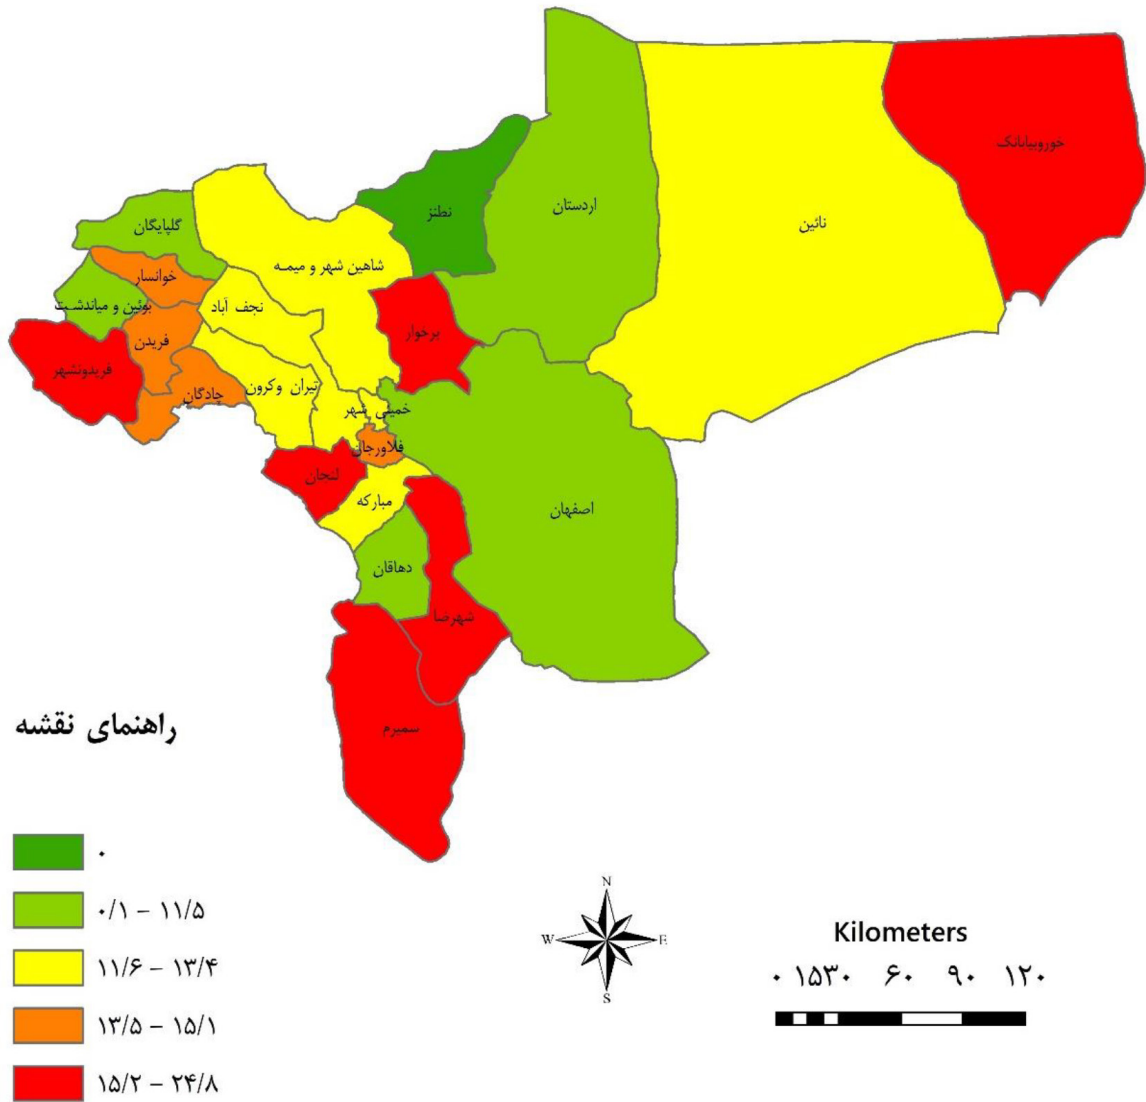 خوروبیابانک
نطنز
اردستان
نائین
گلپایگان
شاهین شهر و میمه
خوانسار
بوئین و میاندشت
نجف آباد
برخوار
فریدن
فریدونشهر
چادگان
تیران وکرون
خمینی شهر
فلاورجان
لنجان
مبارکه
اصفهان
دهاقان
شهرضا
سمیرم
راهنمای نقشه
۰
۰/۱ – ۱۱/۵
۱۱/۶ – ۱۳/۴
۱۳/۵ – ۱۵/۱
۱۵/۲ – ۲۴/۸
N
W E
S
Kilometers
۰ ۱۵۳۰ ۶۰ ۹۰ ۱۲۰